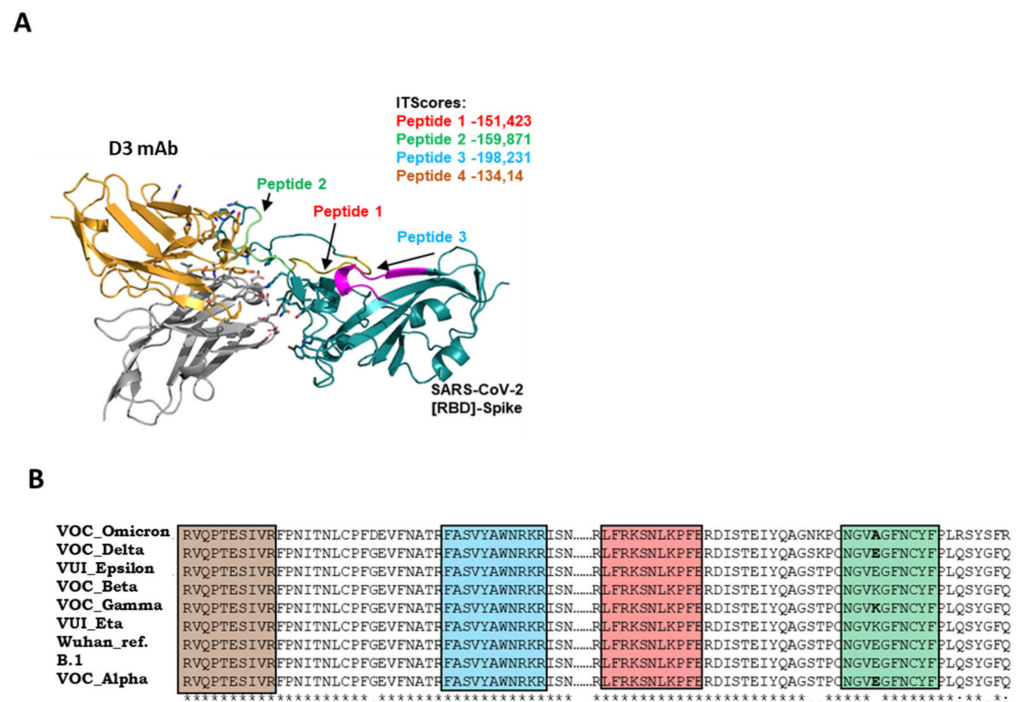 A
ITScores:
Peptide 1 -151,423
Peptide 2 -159,871
Peptide 3 -198,231
Peptide 4 -134,14
D3 mAb
Peptide 2
Peptide 1
Peptide 3
SARS-CoV-2
[RBD]-Spike
B
VOC_Omicron RVQPTESIVRFPNITNLCPFDEVFNATRFASVYAWNRKRISN......RLFRKSNLKPFERDISTEIYQAGNKPCNGVAGFNCYFPLRSYSFR
VOC_Delta RVQPTESIVRFPNITNLCPFGEVFNATRFASVYAWNRKRISN......RLFRKSNLKPFERDISTEIYQAGSKPCNGVEGFNCYFPLQSYGFQ
VUI_Epsilon RVQPTESIVRFPNITNLCPFGEVFNATRFASVYAWNRKRISN......RLFRKSNLKPFERDISTEIYQAGSTPCNGVEGFNCYFPLQSYGFQ
VOC_Beta RVQPTESIVRFPNITNLCPFGEVFNATRFASVYAWNRKRISN......RLFRKSNLKPFERDISTEIYQAGSTPCNGVKGFNCYFPLQSYGFQ
VOC_Gamma RVQPTESIVRFPNITNLCPFGEVFNATRFASVYAWNRKRISN......RLFRKSNLKPFERDISTEIYQAGSTPCNGVKGFNCYFPLQSYGFQ
VUI_Eta RVQPTESIVRFPNITNLCPFGEVFNATRFASVYAWNRKRISN......RLFRKSNLKPFERDISTEIYQAGSTPCNGVKGFNCYFPLQSYGFQ
Wuhan_ref. RVQPTESIVRFPNITNLCPFGEVFNATRFASVYAWNRKRISN......RLFRKSNLKPFERDISTEIYQAGSTPCNGVEGFNCYFPLQSYGFQ
B.1 RVQPTESIVRFPNITNLCPFGEVFNATRFASVYAWNRKRISN......RLFRKSNLKPFERDISTEIYQAGSTPCNGVEGFNCYFPLQSYGFQ
VOC_Alpha RVQPTESIVRFPNITNLCPFGEVFNATRFASVYAWNRKRISN......RLFRKSNLKPFERDISTEIYQAGSTPCNGVEGFNCYFPLQSYGFQ